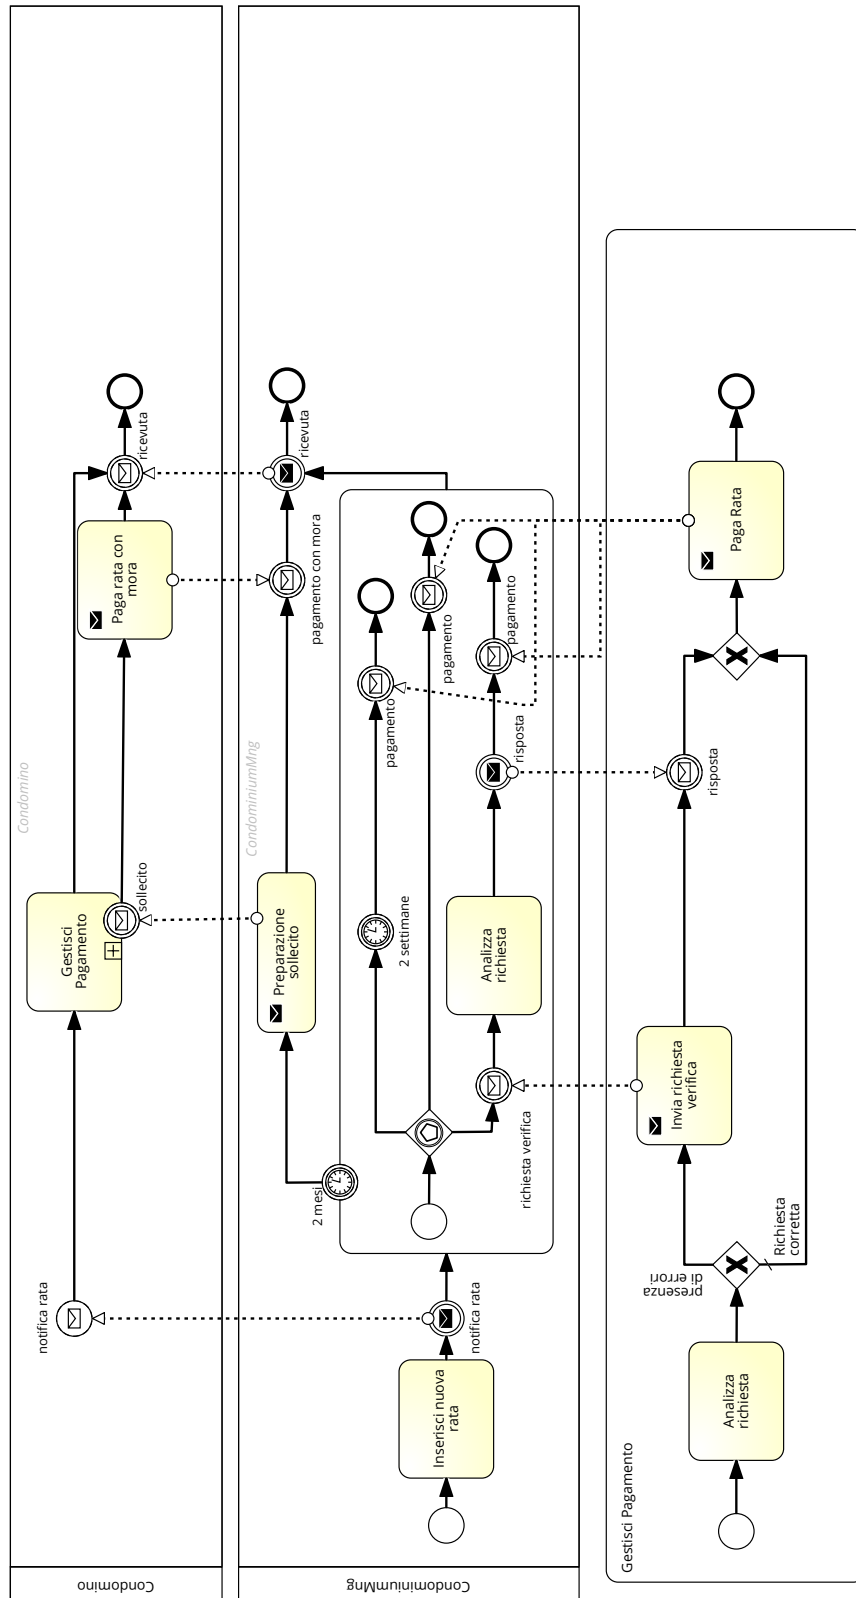 Condomino
Condomino
notifica rata
Gestisci
Pagamento
sollecito
Paga rata con
mora
ricevuta
CondominiumMng
CondominiumMng
Inserisci nuova
rata
notifica rata
2 mesi
Preparazione
sollecito
pagamento con mora
ricevuta
2 settimane
pagamento
pagamento
richiesta verifica
Analizza
richiesta
risposta
pagamento
Gestisci Pagamento
Analizza
richiesta
presenza
di errori
Richiesta
corretta
Invia richiesta
verifica
risposta
Paga Rata